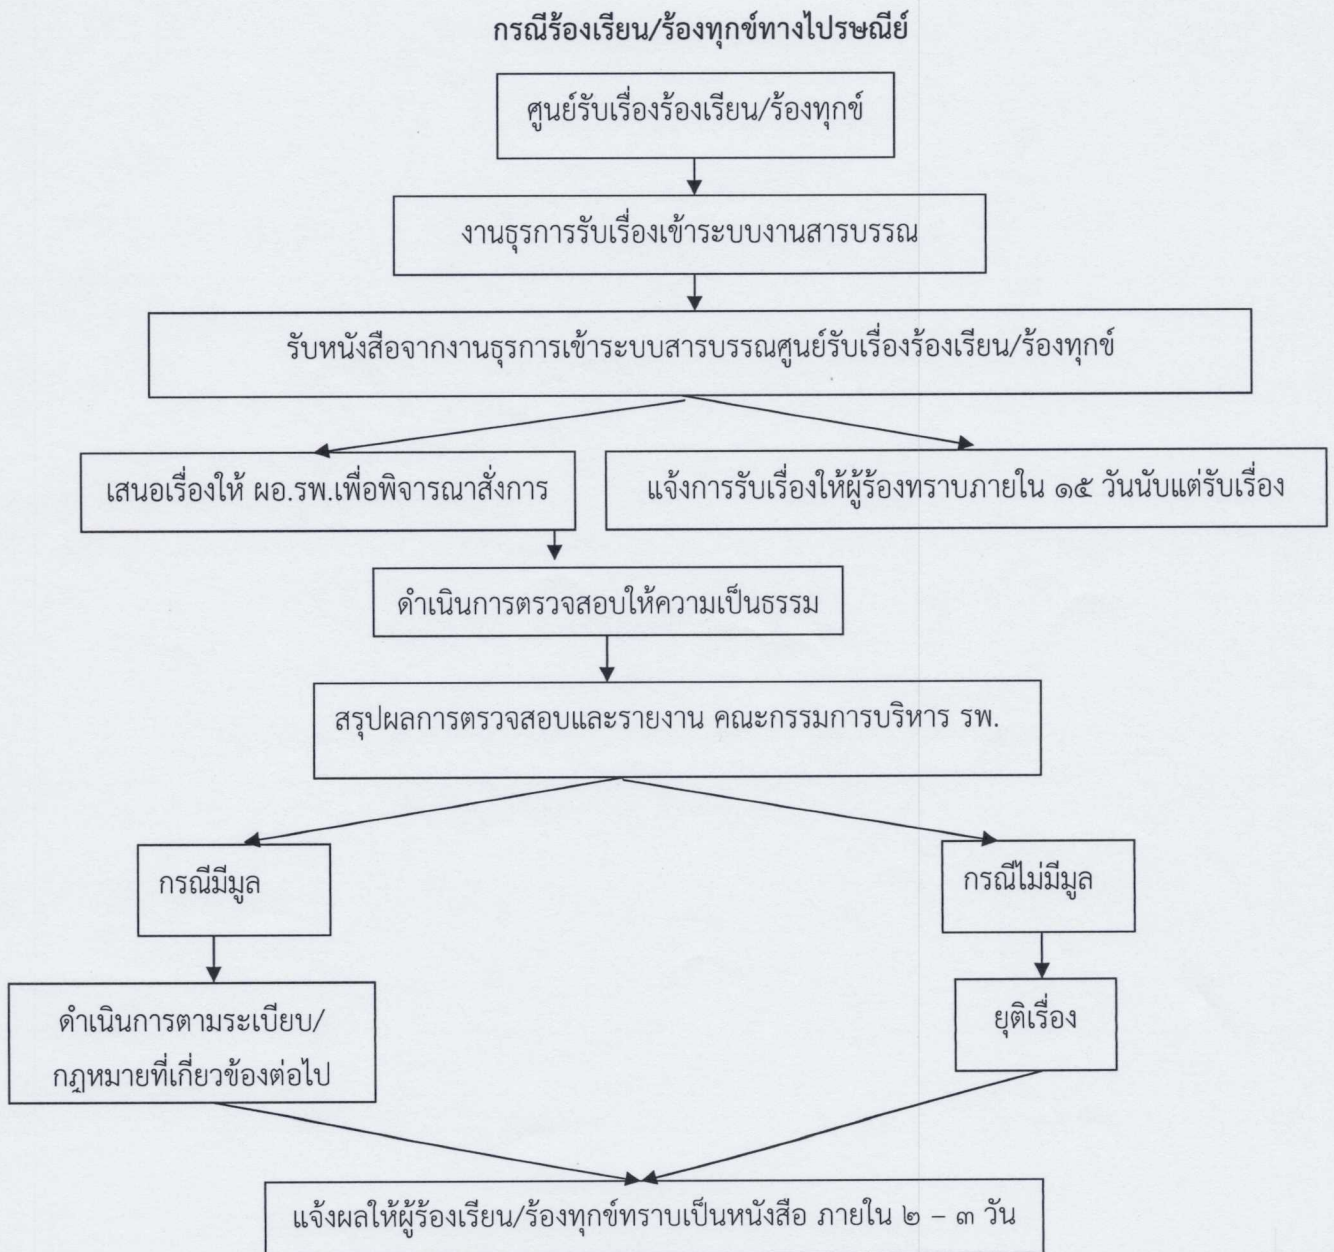 กรณีร้องเรียน/ร้องทุกข์ทางไปรษณีย์
ศูนย์รับเรื่องร้องเรียน/ร้องทุกข์
งานธุรการรับเรื่องเข้าระบบงานสารบรรณ
รับหนังสือจากงานธุรการเข้าระบบสารบรรณศูนย์รับเรื่องร้องเรียน/ร้องทุกข์
เสนอเรื่องให้ ผอ.รพ.เพื่อพิจารณาสั่งการ
แจ้งการรับเรื่องให้ผู้ร้องทราบภายใน ๑๕ วันนับแต่รับเรื่อง
ดำเนินการตรวจสอบให้ความเป็นธรรม
สรุปผลการตรวจสอบและรายงาน คณะกรรมการบริหาร รพ.
กรณีมีมูล
กรณีไม่มีมูล
ดำเนินการตามระเบียบ/
กฎหมายที่เกี่ยวข้องต่อไป
ยุติเรื่อง
แจ้งผลให้ผู้ร้องเรียน/ร้องทุกข์ทราบเป็นหนังสือ ภายใน ๒ – ๓ วัน